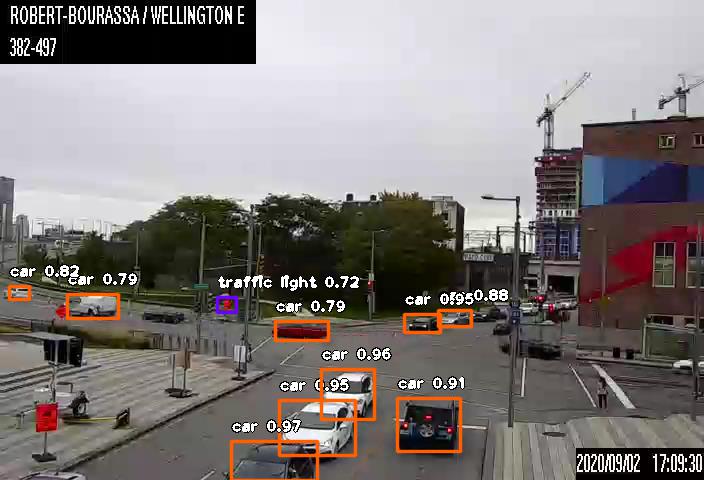 ROBERT-BOURASSA / WELLINGTON E
382-497
car 0.82
car 0.79
traffic light 0.72
car 0.79
car 0.95
0.88
car 0.96
car 0.95
car 0.91
car 0.97
2020/09/02 17:09:30